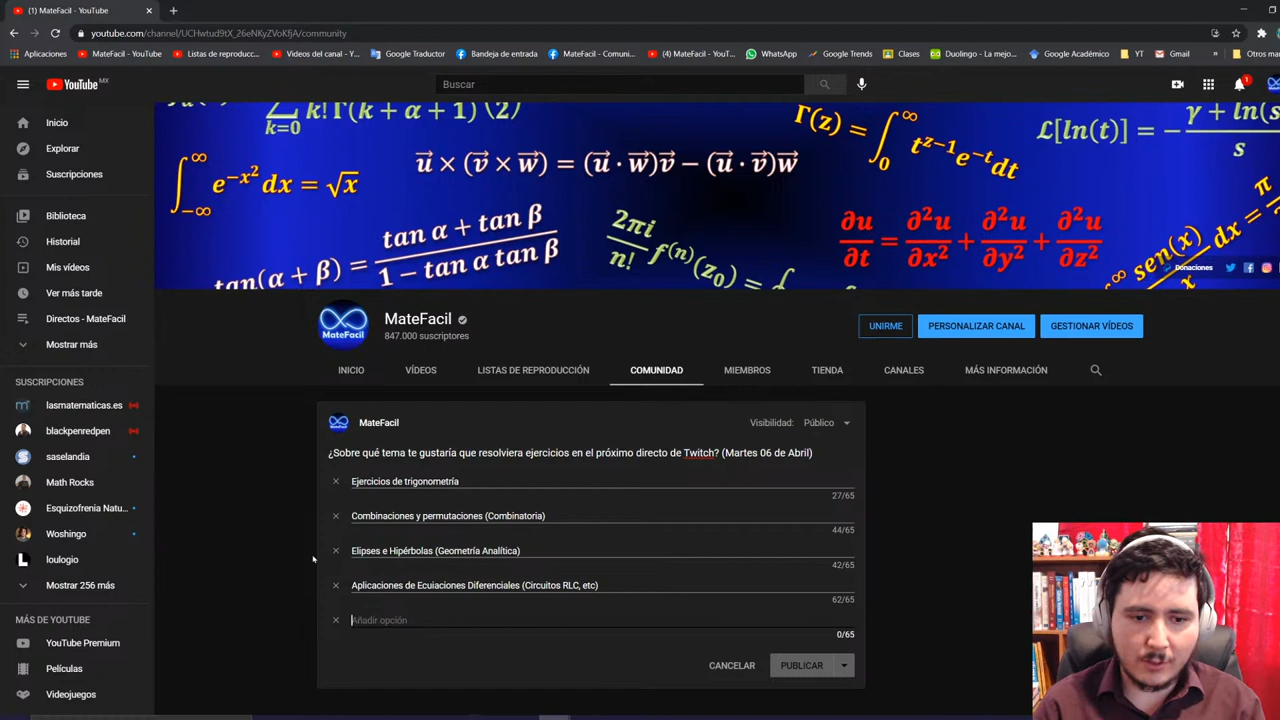 (1) MateFacil - YouTube
youtube.com/channel/UCHwtud9tX_26eNKyZVoKfjA/community
Aplicaciones MateFacil - YouTube Listas de reproducc... Videos del canal - Y... Google Traductor Bandeja de entrada MateFacil - Comuni... (4) MateFacil - YouT... WhatsApp Google Trends Clases Duolingo - La mejo... Google Académico YT Gmail Otros mar
YouTube MX
Buscar
1
Σ k=0 k! Γ(k + α + 1) (2)
∫ -∞ ∞ e^-x² dx = √x
u⃗ × (v⃗ × w⃗) = (u⃗ · w⃗)v⃗ − (u⃗ · v⃗)w⃗
Γ(z) = ∫ 0 ∞ t^z−1 e^−t dt
ℒ[ln(t)] = − γ + ln(s / s
tan(α + β) = tan α + tan β / 1 − tan α tan β
2πi / n! f^(n)(z₀) = ∮
∂u/∂t = ∂²u/∂x² + ∂²u/∂y² + ∂²u/∂z²
∞ sen(x) / x dx = π
Donaciones
Inicio
Explorar
Suscripciones
Biblioteca
Historial
Mis vídeos
Ver más tarde
Directos - MateFacil
Mostrar más
SUSCRIPCIONES
lasmatematicas.es
blackpenredpen
saselandia
Math Rocks
Esquizofrenia Natu...
Woshingo
loulogio
Mostrar 256 más
MÁS DE YOUTUBE
YouTube Premium
Películas
Videojuegos
MateFacil
MateFacil
847.000 suscriptores
UNIRME PERSONALIZAR CANAL GESTIONAR VÍDEOS
INICIO VÍDEOS LISTAS DE REPRODUCCIÓN COMUNIDAD MIEMBROS TIENDA CANALES MÁS INFORMACIÓN
MateFacil Visibilidad: Público
¿Sobre qué tema te gustaría que resolviera ejercicios en el próximo directo de Twitch? (Martes 06 de Abril)
Ejercicios de trigonometría
27/65
Combinaciones y permutaciones (Combinatoria)
44/65
Elipses e Hipérbolas (Geometría Analítica)
42/65
Aplicaciones de Ecuiaciones Diferenciales (Circuitos RLC, etc)
62/65
Añadir opción
0/65
CANCELAR PUBLICAR